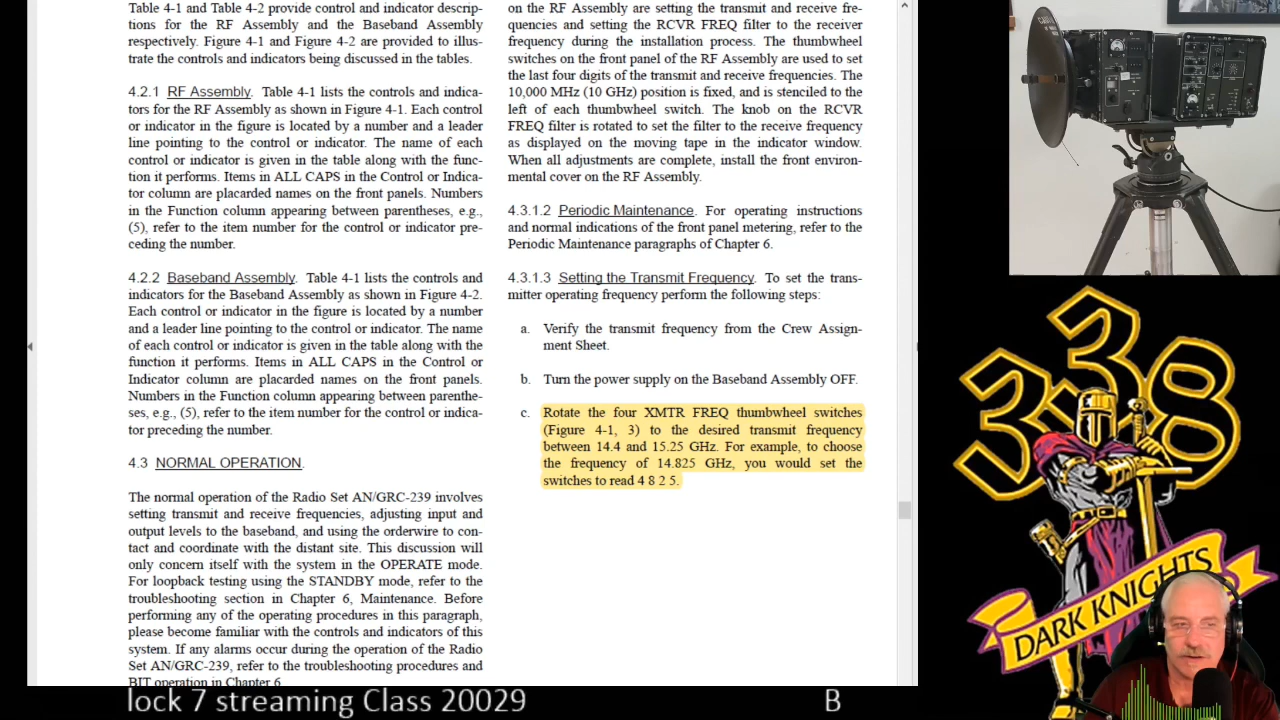 Table 4-1 and Table 4-2 provide control and indicator descrip-
tions for the RF Assembly and the Baseband Assembly
respectively. Figure 4-1 and Figure 4-2 are provided to illus-
trate the controls and indicators being discussed in the tables.
4.2.1 RF Assembly. Table 4-1 lists the controls and indica-
tors for the RF Assembly as shown in Figure 4-1. Each control
or indicator in the figure is located by a number and a leader
line pointing to the control or indicator. The name of each
control or indicator is given in the table along with the func-
tion it performs. Items in ALL CAPS in the Control or Indica-
tor column are placarded names on the front panels. Numbers
in the Function column appearing between parentheses, e.g.,
(5), refer to the item number for the control or indicator pre-
ceding the number.
4.2.2 Baseband Assembly. Table 4-1 lists the controls and
indicators for the Baseband Assembly as shown in Figure 4-2.
Each control or indicator in the figure is located by a number
and a leader line pointing to the control or indicator. The name
of each control or indicator is given in the table along with the
function it performs. Items in ALL CAPS in the Control or
Indicator column are placarded names on the front panels.
Numbers in the Function column appearing between parenthe-
ses, e.g., (5), refer to the item number for the control or indica-
tor preceding the number.
4.3 NORMAL OPERATION.
The normal operation of the Radio Set AN/GRC-239 involves
setting transmit and receive frequencies, adjusting input and
output levels to the baseband, and using the orderwire to con-
tact and coordinate with the distant site. This discussion will
only concern itself with the system in the OPERATE mode.
For loopback testing using the STANDBY mode, refer to the
troubleshooting section in Chapter 6, Maintenance. Before
performing any of the operating procedures in this paragraph,
please become familiar with the controls and indicators of this
system. If any alarms occur during the operation of the Radio
Set AN/GRC-239, refer to the troubleshooting procedures and
BIT operation in Chapter 6
on the RF Assembly are setting the transmit and receive fre-
quencies and setting the RCVR FREQ filter to the receiver
frequency during the installation process. The thumbwheel
switches on the front panel of the RF Assembly are used to set
the last four digits of the transmit and receive frequencies. The
10,000 MHz (10 GHz) position is fixed, and is stenciled to the
left of each thumbwheel switch. The knob on the RCVR
FREQ filter is rotated to set the filter to the receive frequency
as displayed on the moving tape in the indicator window.
When all adjustments are complete, install the front environ-
mental cover on the RF Assembly.
4.3.1.2 Periodic Maintenance. For operating instructions
and normal indications of the front panel metering, refer to the
Periodic Maintenance paragraphs of Chapter 6.
4.3.1.3 Setting the Transmit Frequency. To set the trans-
mitter operating frequency perform the following steps:
a. Verify the transmit frequency from the Crew Assign-
ment Sheet.
b. Turn the power supply on the Baseband Assembly OFF.
c. Rotate the four XMTR FREQ thumbwheel switches
(Figure 4-1, 3) to the desired transmit frequency
between 14.4 and 15.25 GHz. For example, to choose
the frequency of 14.825 GHz, you would set the
switches to read 4 8 2 5.
338
DARK KNIGHTS
lock 7 streaming Class 20029 B